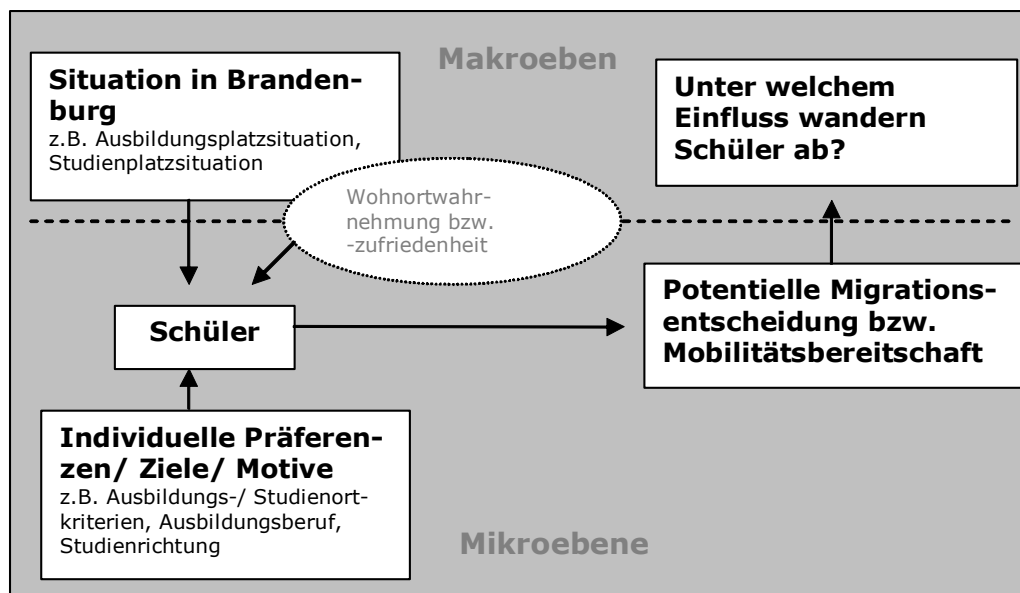 Makroeben
Situation in Branden-
burg
z.B. Ausbildungsplatzsituation,
Studienplatzsituation
Unter welchem
Einfluss wandern
Schüler ab?
Wohnortwahr-
nehmung bzw.
-zufriedenheit
Schüler
Potentielle Migrations-
entscheidung bzw.
Mobilitätsbereitschaft
Individuelle Präferen-
zen/ Ziele/ Motive
z.B. Ausbildungs-/ Studienort-
kriterien, Ausbildungsberuf,
Studienrichtung
Mikroebene